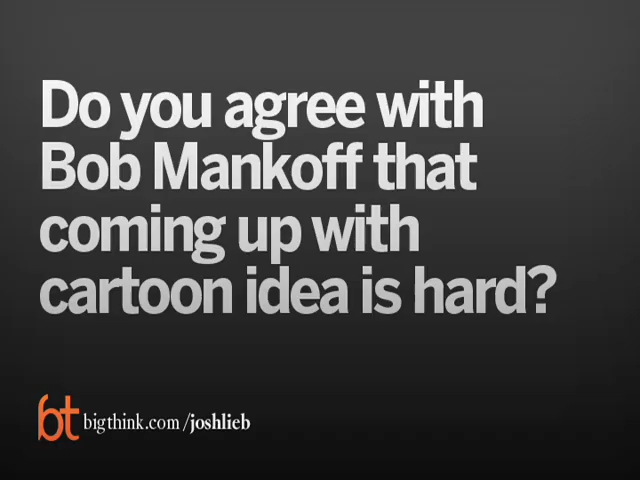 Do you agree with
Bob Mankoff that
coming up with
cartoon idea is hard?
bt bigthink.com/joshlieb